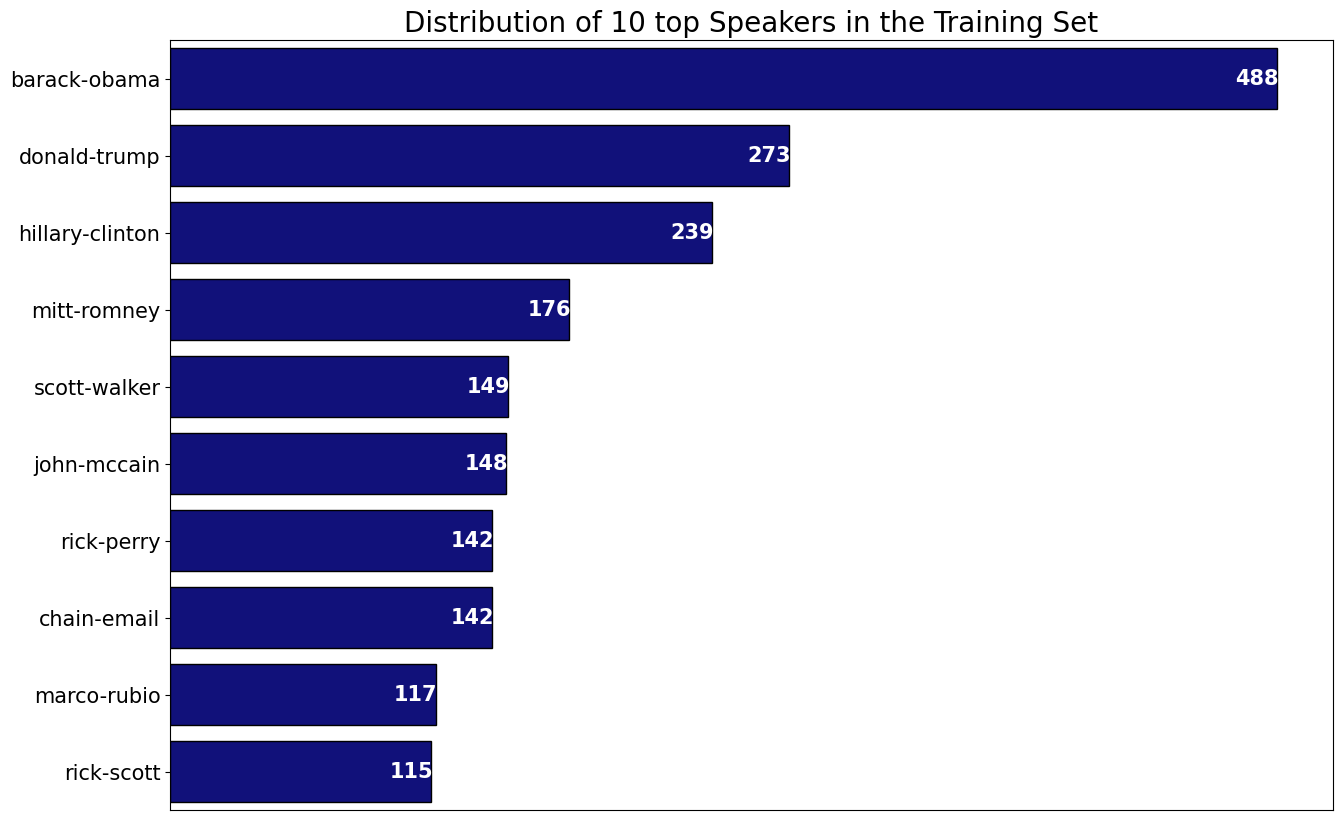 Distribution of 10 top Speakers in the Training Set
barack-obama 488
donald-trump 273
hillary-clinton 239
mitt-romney 176
scott-walker 149
john-mccain 148
rick-perry 142
chain-email 142
marco-rubio 117
rick-scott 115